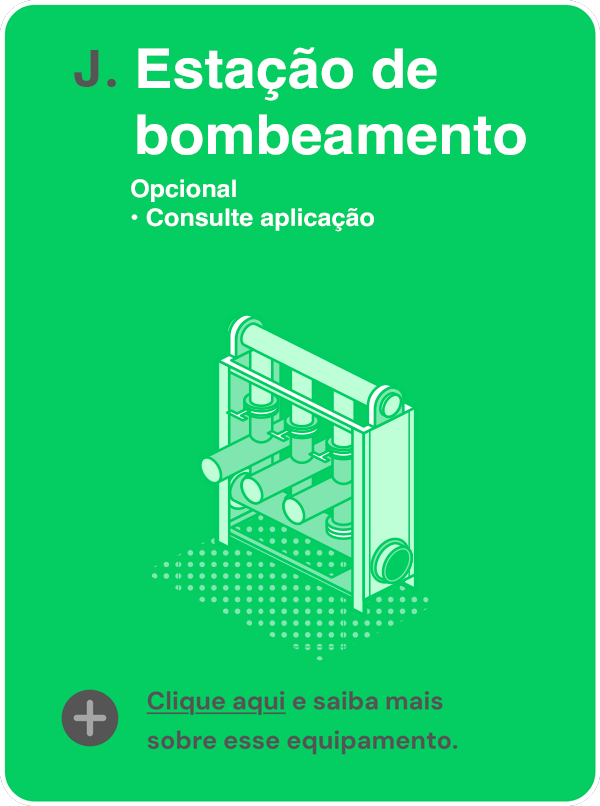 J. Estação de
bombeamento
Opcional
• Consulte aplicação
Clique aqui e saiba mais
sobre esse equipamento.